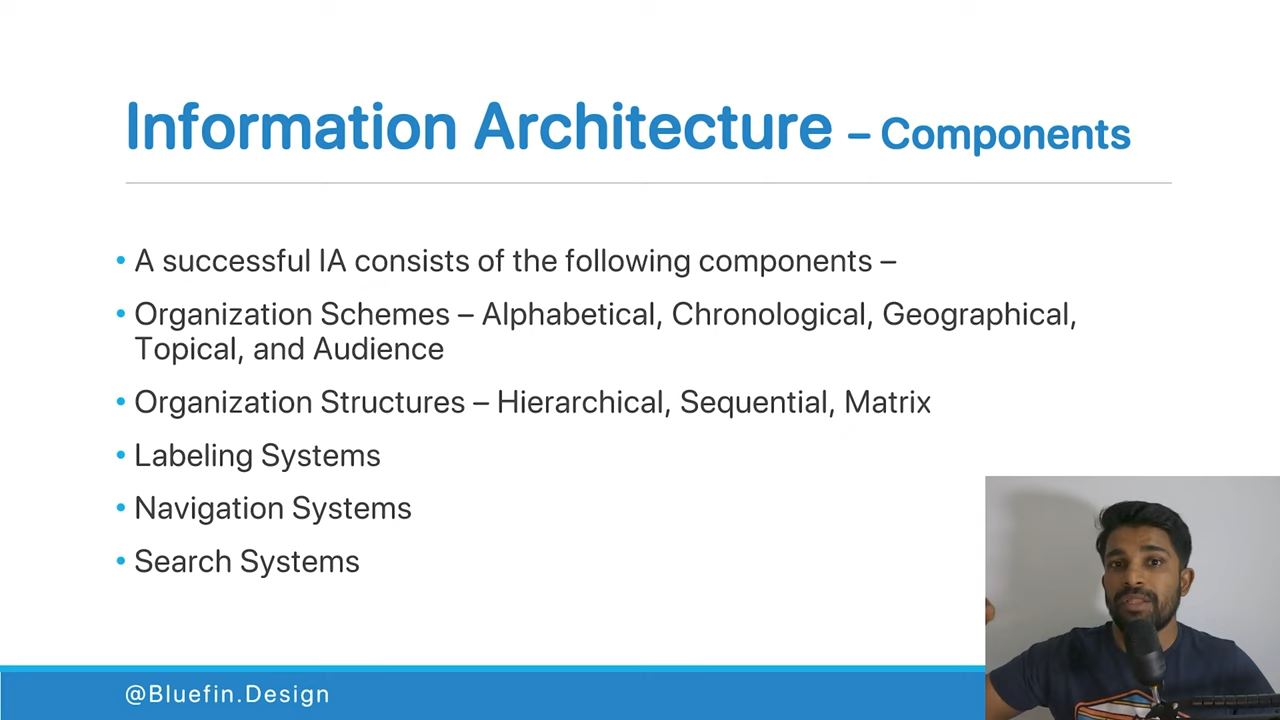 Information Architecture – Components
• A successful IA consists of the following components –
• Organization Schemes – Alphabetical, Chronological, Geographical,
Topical, and Audience
• Organization Structures – Hierarchical, Sequential, Matrix
• Labeling Systems
• Navigation Systems
• Search Systems
@Bluefin.Design